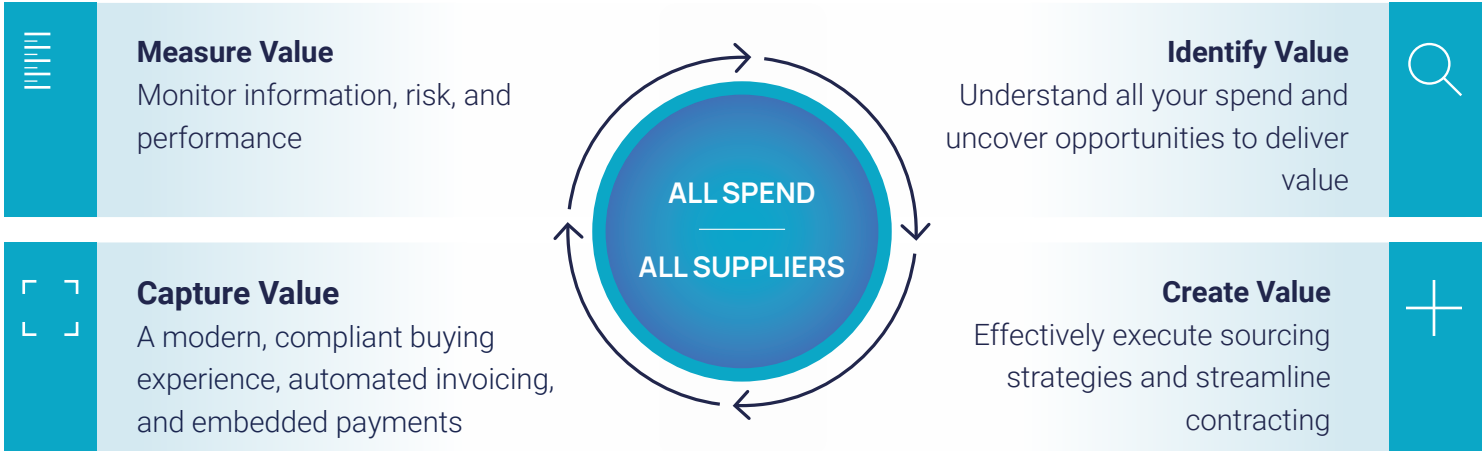 Measure Value
Monitor information, risk, and
performance
Identify Value
Understand all your spend and
uncover opportunities to deliver
value
ALL SPEND
ALL SUPPLIERS
Capture Value
A modern, compliant buying
experience, automated invoicing,
and embedded payments
Create Value
Effectively execute sourcing
strategies and streamline
contracting